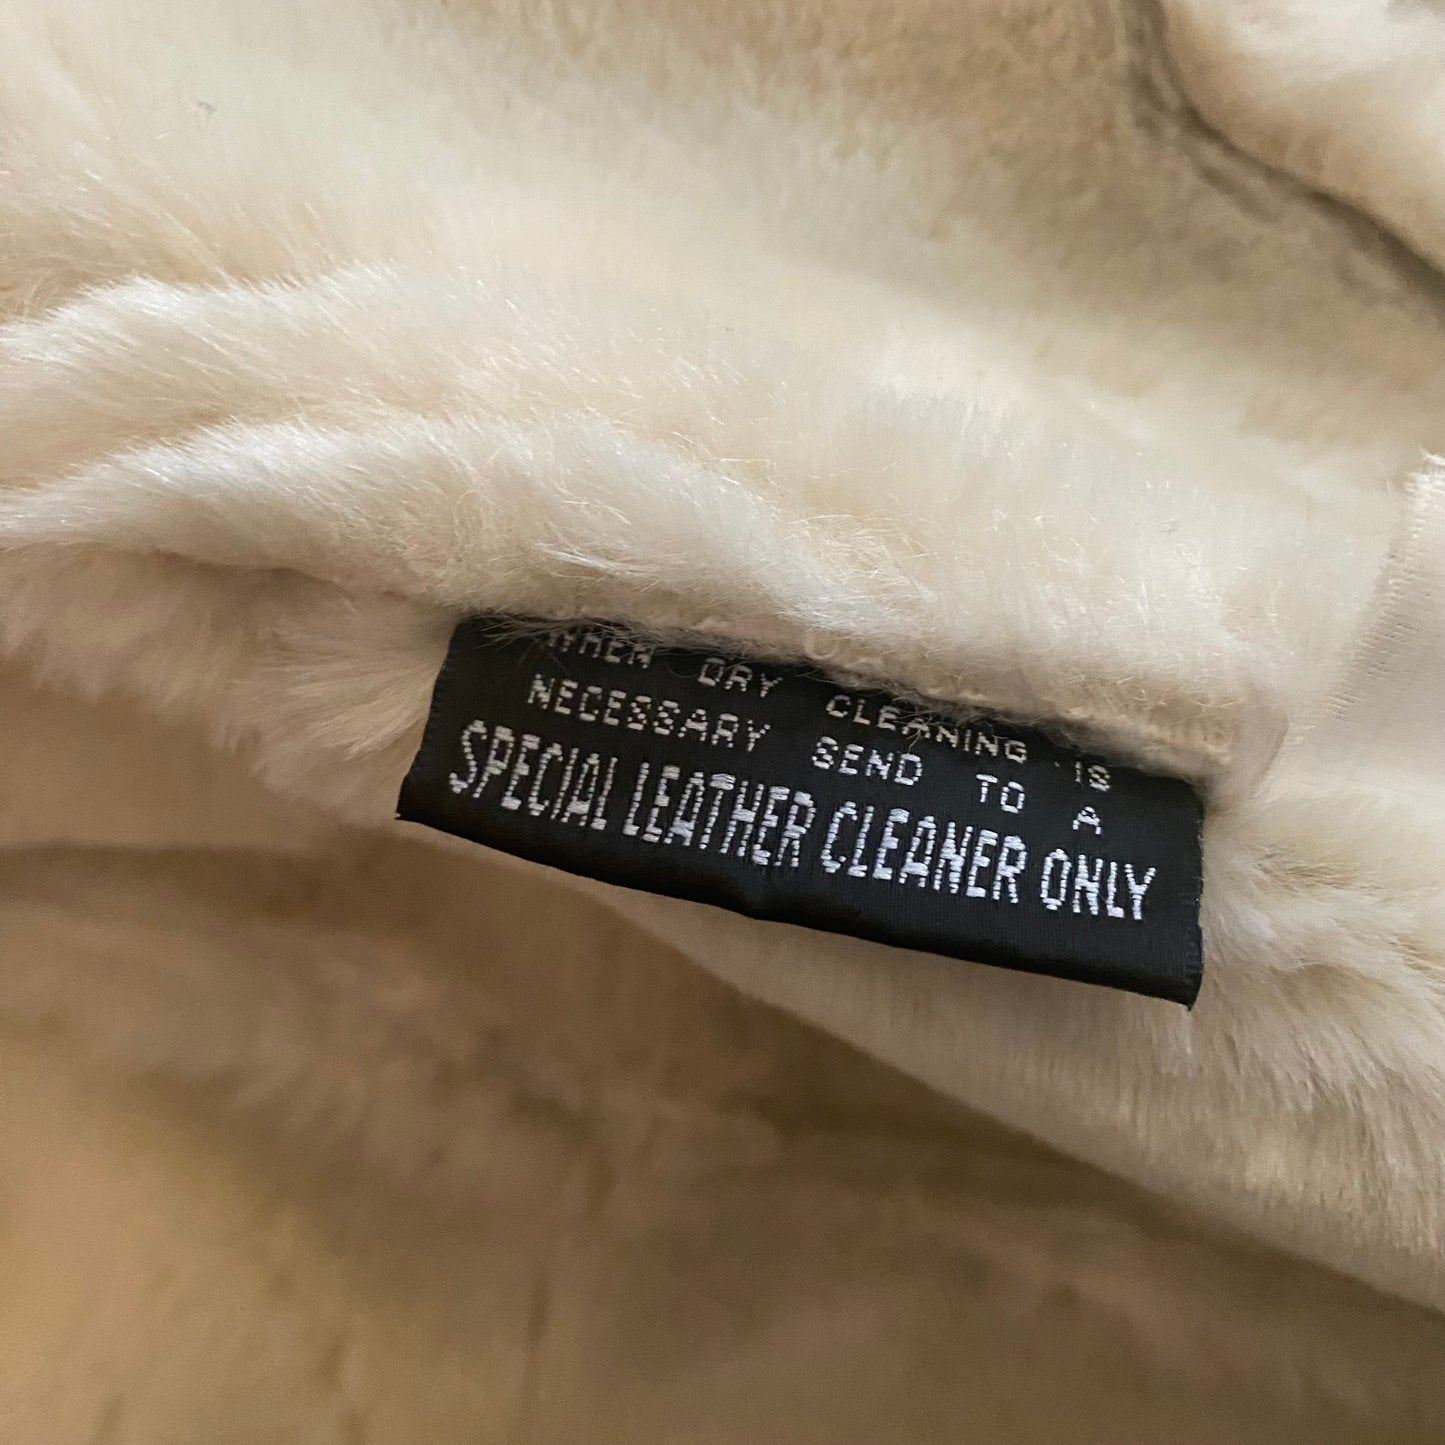 WHEN DRY CLEANING IS
NECESSARY SEND TO A
SPECIAL LEATHER CLEANER ONLY